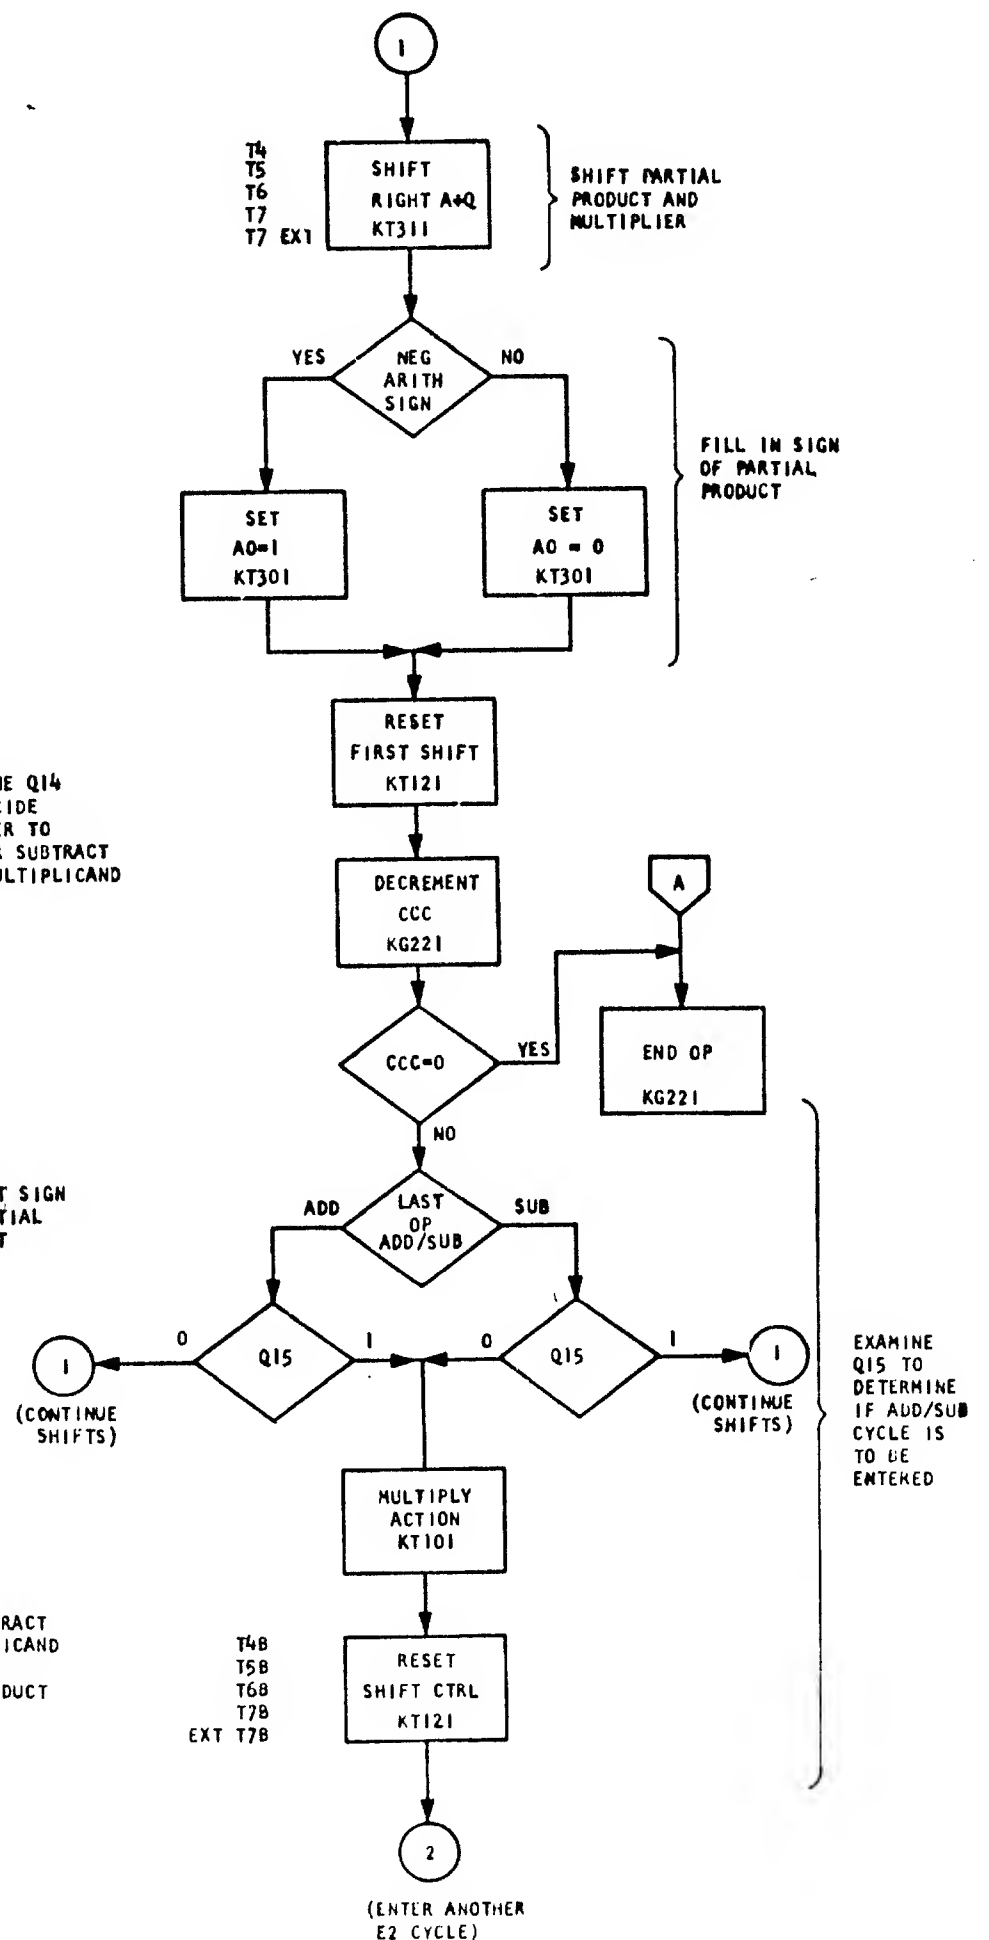 1
T4
T5
T6
T7
T7 EXT
SHIFT
RIGHT A+Q
KT311
SHIFT PARTIAL
PRODUCT AND
MULTIPLIER
YES
NEG
ARITH
SIGN
NO
SET
A0=1
KT301
SET
A0 = 0
KT301
FILL IN SIGN
OF PARTIAL
PRODUCT
RESET
FIRST SHIFT
KT121
Q14
SUBTRACT
DECREMENT
CCC
KG221
A
CCC=0
YES
END OP
KG221
NO
SIGN
ADD
LAST
OP
ADD/SUB
SUB
0
Q15
1
0
Q15
1
1
(CONTINUE
SHIFTS)
1
(CONTINUE
SHIFTS)
EXAMINE
Q15 TO
DETERMINE
IF ADD/SUB
CYCLE IS
TO BE
ENTERED
MULTIPLY
ACTION
KT101
T4B
T5B
T6B
T7B
EXT T7B
RESET
SHIFT CTRL
KT121
2
(ENTER ANOTHER
E2 CYCLE)